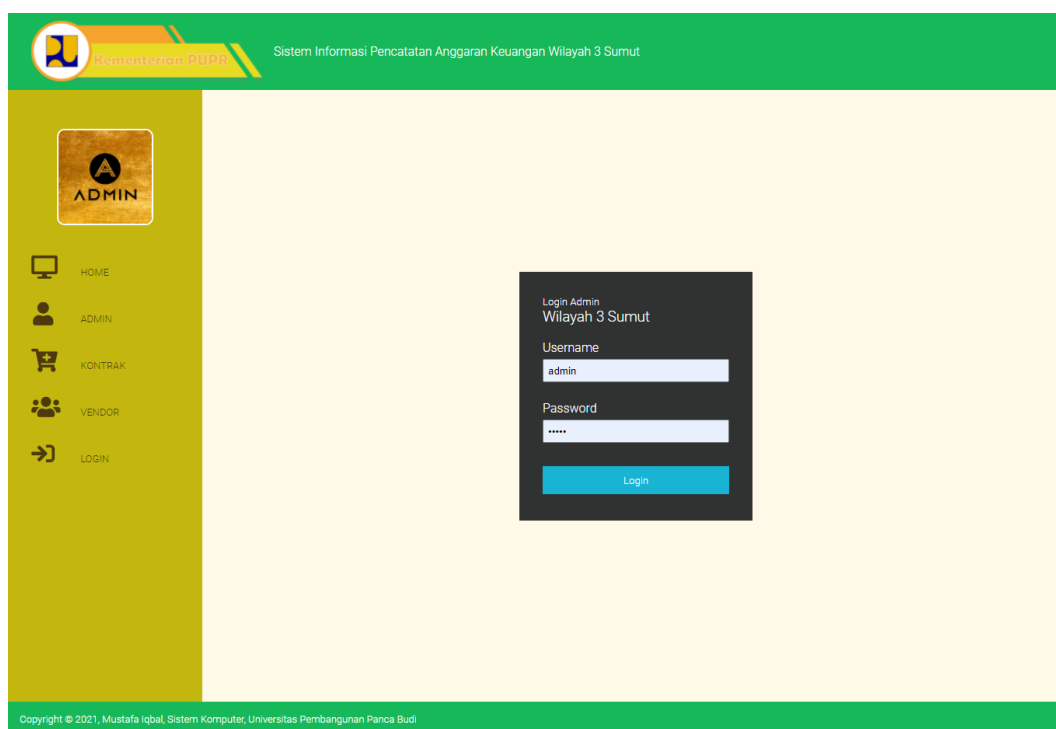 Kementerian PUPR
Sistem Informasi Pencatatan Anggaran Keuangan Wilayah 3 Sumut
ADMIN
HOME
ADMIN
KONTRAK
VENDOR
LOGIN
Login Admin
Wilayah 3 Sumut
Username
admin
Password
•••••
Login
Copyright © 2021, Mustafa Iqbal, Sistem Komputer, Universitas Pembangunan Panca Budi